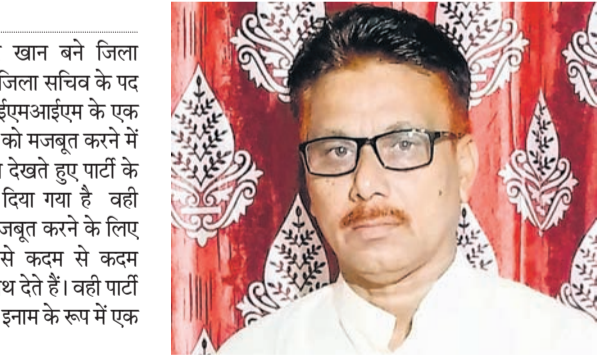 खान बने जिला
जिला सचिव के पद
ईएमआईएम के एक
को मजबूत करने में
देखते हुए पार्टी के
दिया गया है वही
जबूत करने के लिए
से कदम से कदम
थ देते हैं। वही पार्टी
इनाम के रूप में एक